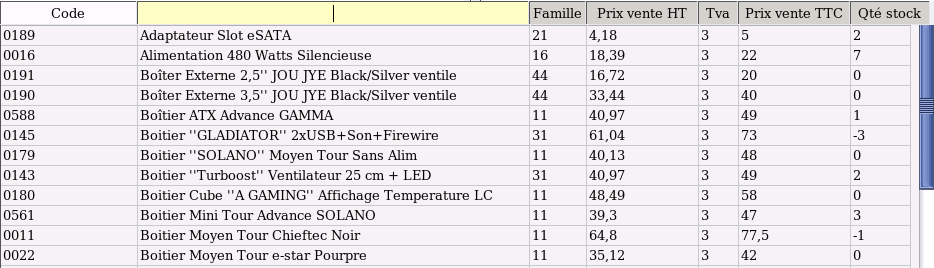 Code Famille Prix vente HT Tva Prix vente TTC Qté stock
0189 Adaptateur Slot eSATA 21 4,18 3 5 2
0016 Alimentation 480 Watts Silencieuse 16 18,39 3 22 7
0191 Boîter Externe 2,5'' JOU JYE Black/Silver ventile 44 16,72 3 20 0
0190 Boîter Externe 3,5'' JOU JYE Black/Silver ventile 44 33,44 3 40 0
0588 Boitier ATX Advance GAMMA 11 40,97 3 49 1
0145 Boitier ''GLADIATOR'' 2xUSB+Son+Firewire 31 61,04 3 73 -3
0179 Boitier ''SOLANO'' Moyen Tour Sans Alim 11 40,13 3 48 0
0143 Boitier ''Turboost'' Ventilateur 25 cm + LED 31 40,97 3 49 2
0180 Boitier Cube ''A GAMING'' Affichage Temperature LC 11 48,49 3 58 0
0561 Boitier Mini Tour Advance SOLANO 11 39,3 3 47 3
0011 Boitier Moyen Tour Chieftec Noir 11 64,8 3 77,5 -1
0022 Boitier Moyen Tour e-star Pourpre 11 35,12 3 42 0